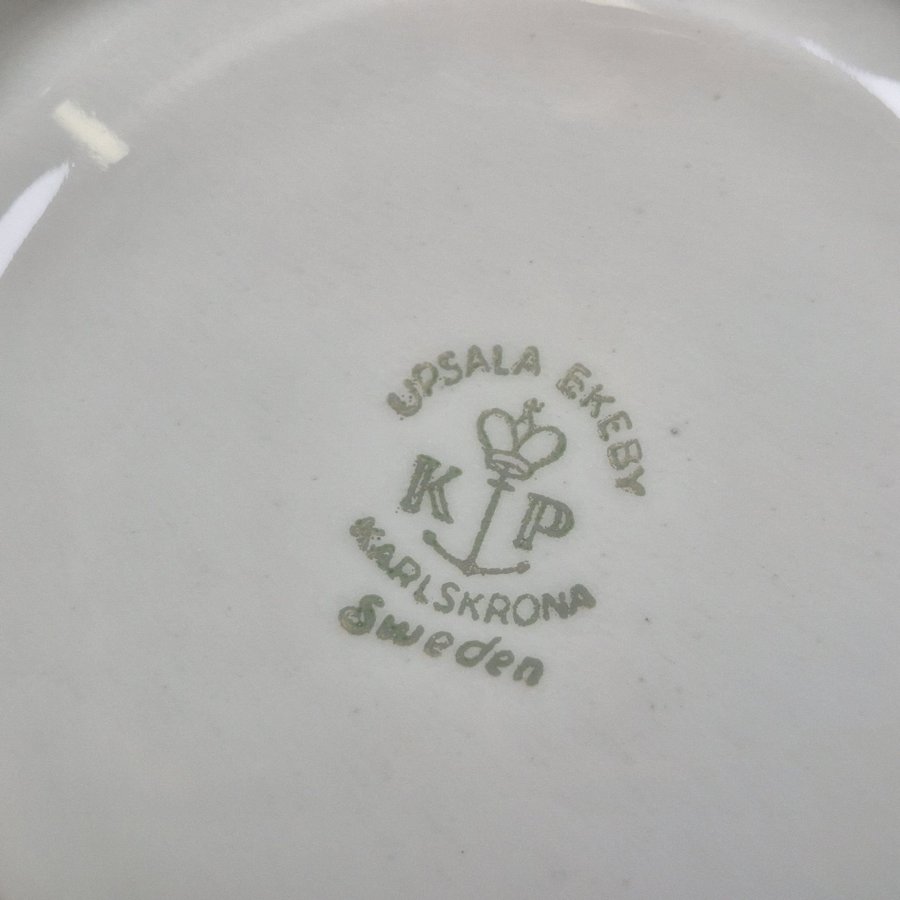 UPSALA EKEBY
K P
KARLSKRONA
Sweden